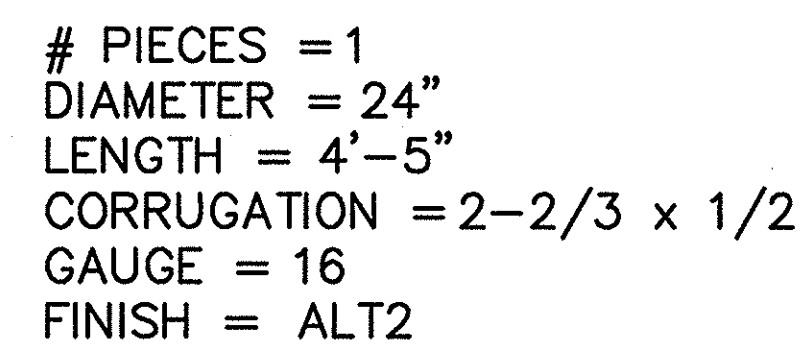 # PIECES = 1
DIAMETER = 24"
LENGTH = 4'-5"
CORRUGATION = 2-2/3 x 1/2
GAUGE = 16
FINISH = ALT2